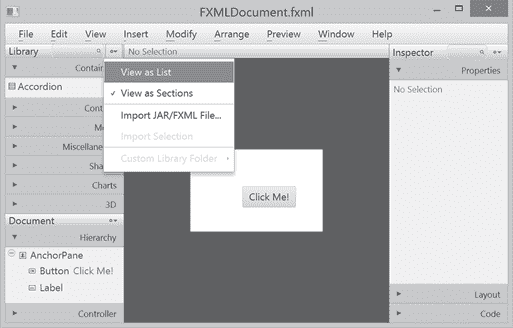 FXMLDocument.fxml
File Edit View Insert Modify Arrange Preview Window Help
Library
No Selection
Inspector
Contai
View as List
Properties
Accordion
✓ View as Sections
No Selection
Cont
Import JAR/FXML File...
M
Import Selection
Miscellane
Sha
Custom Library Folder
Charts
3D
Click Me!
Document
Hierarchy
AnchorPane
Button Click Me!
Label
Layout
Controller
Code